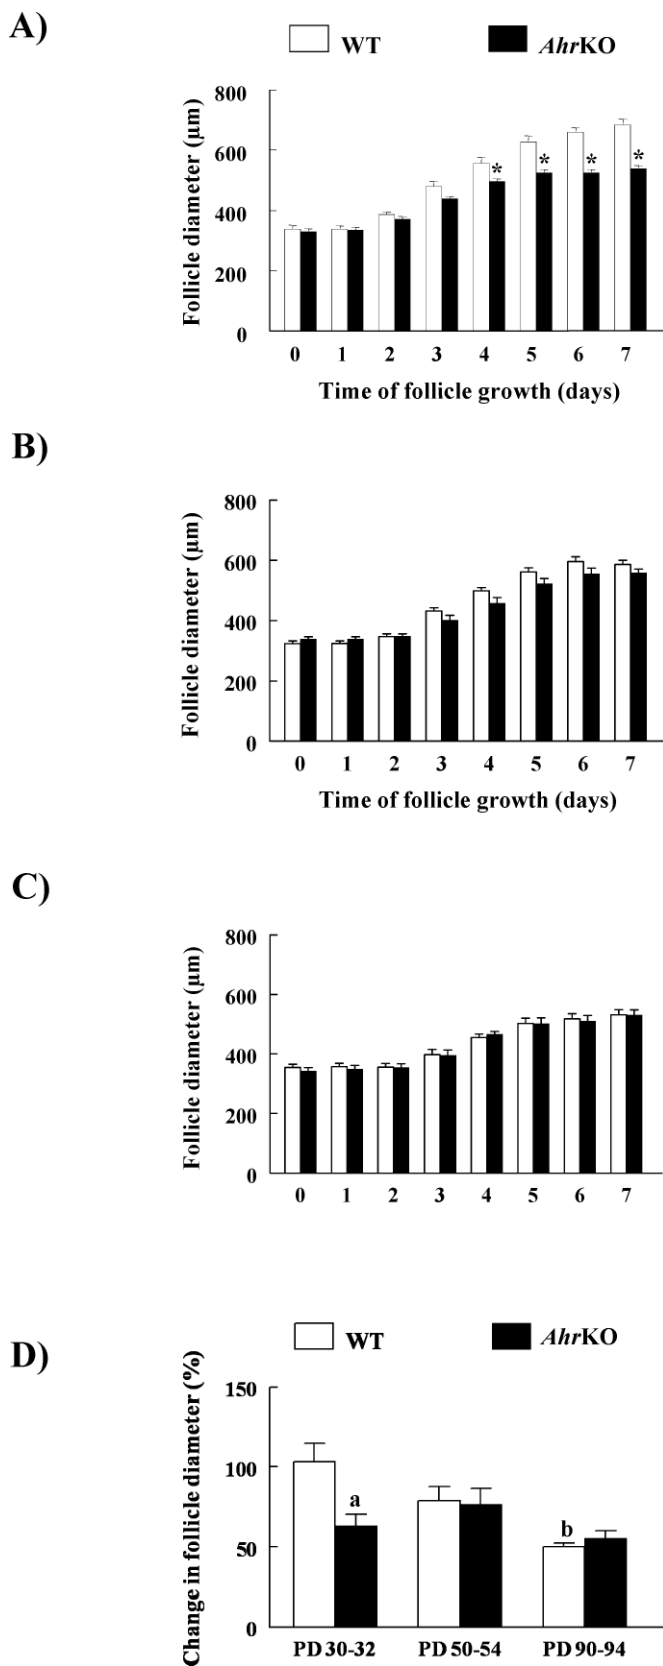 A)
WT AhrKO
Follicle diameter (µm)
800
600
400
200
0
* * * *
0 1 2 3 4 5 6 7
Time of follicle growth (days)
B)
Follicle diameter (µm)
800
600
400
200
0
0 1 2 3 4 5 6 7
Time of follicle growth (days)
C)
Follicle diameter (µm)
800
600
400
200
0
0 1 2 3 4 5 6 7
D)
WT AhrKO
Change in follicle diameter (%)
150
100
50
0
a
b
PD 30-32 PD 50-54 PD 90-94